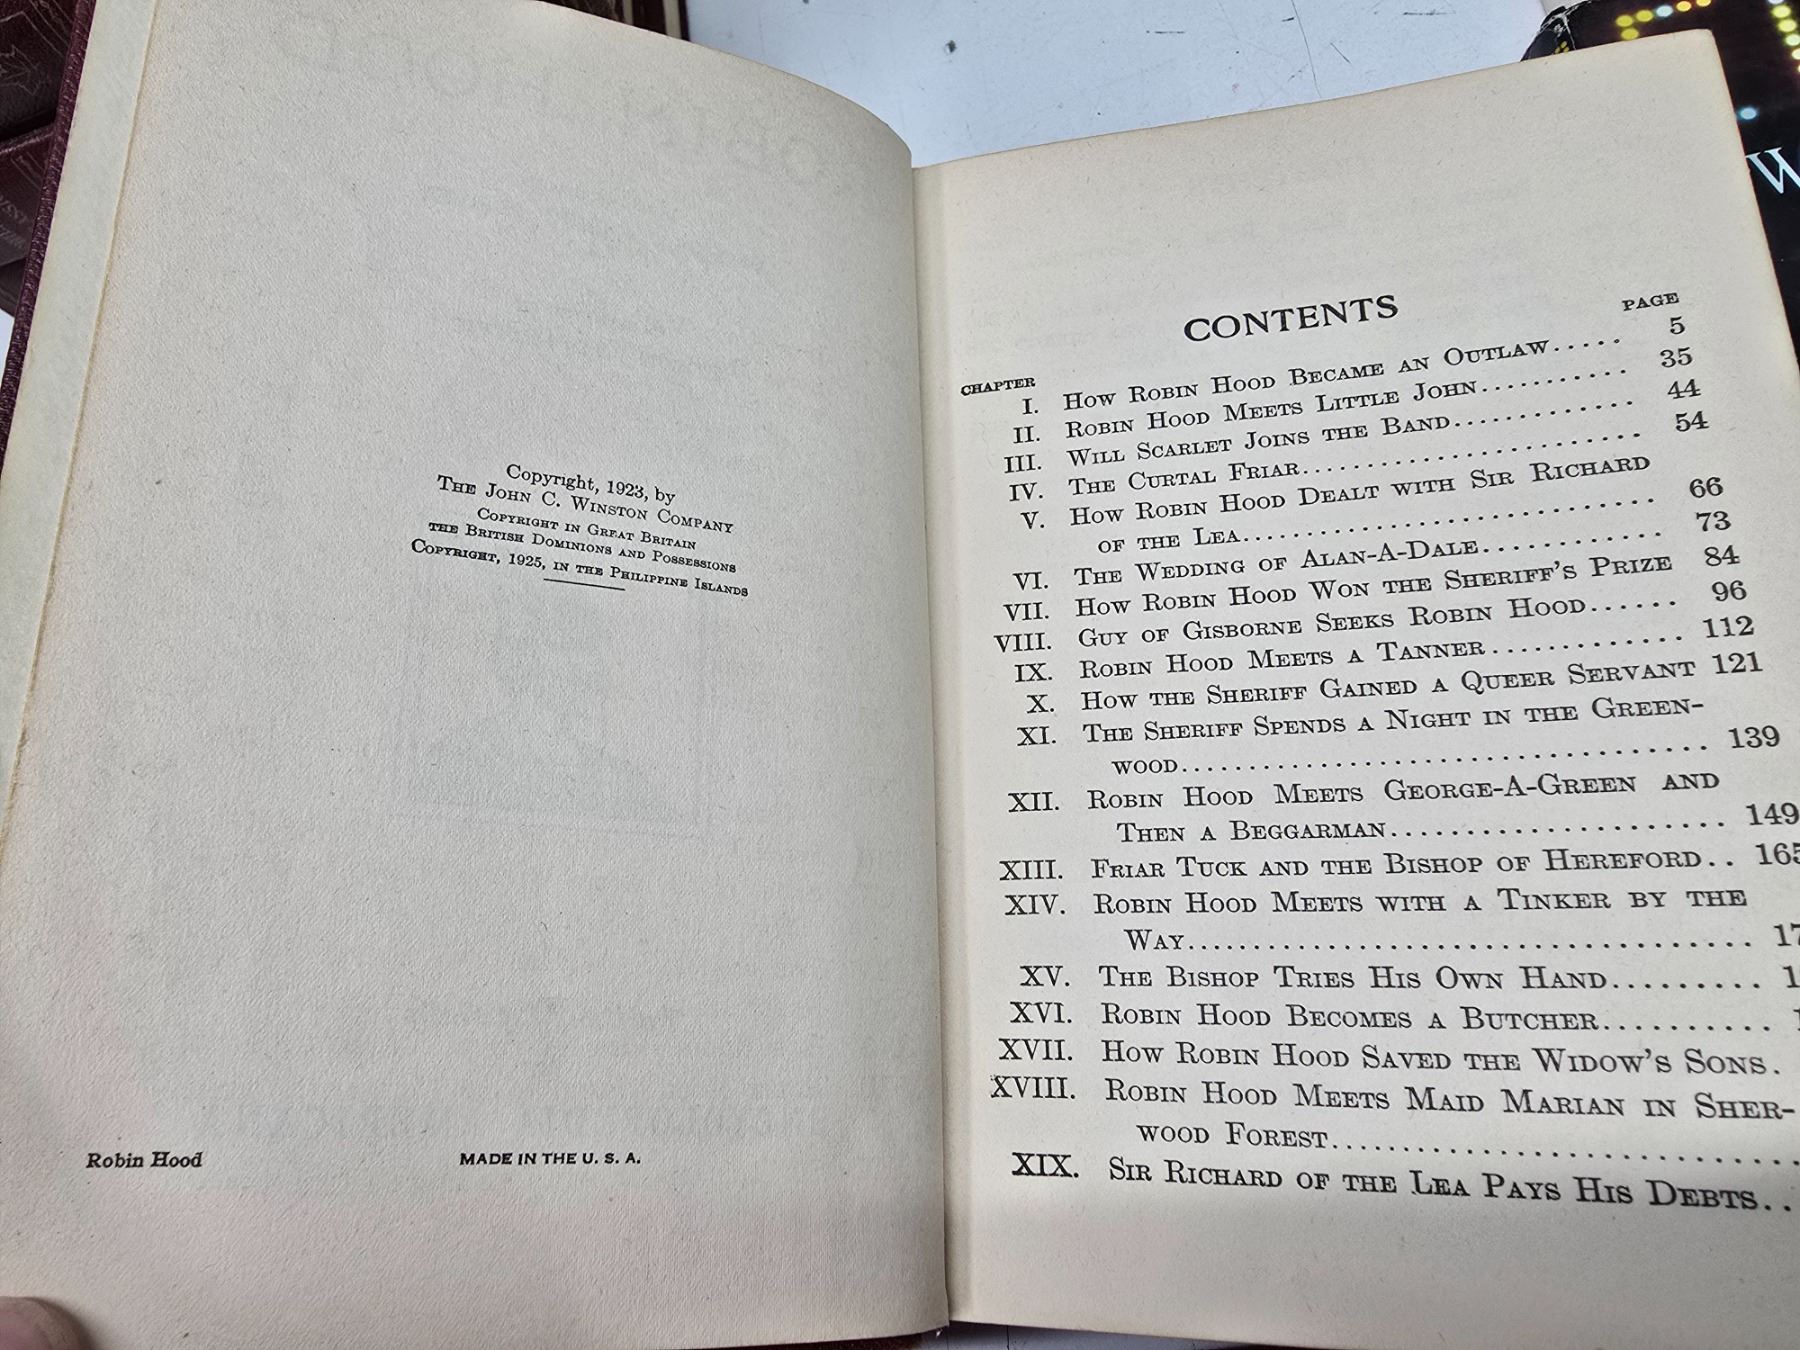 Copyright, 1923, by
THE JOHN C. WINSTON COMPANY
COPYRIGHT IN GREAT BRITAIN
THE BRITISH DOMINIONS AND POSSESSIONS
COPYRIGHT, 1925, IN THE PHILIPPINE ISLANDS
Robin Hood
MADE IN THE U. S. A.
CONTENTS
CHAPTER PAGE
I. HOW ROBIN HOOD BECAME AN OUTLAW..... 5
II. ROBIN HOOD MEETS LITTLE JOHN........... 35
III. WILL SCARLET JOINS THE BAND............ 44
IV. THE CURTAL FRIAR...................... 54
V. HOW ROBIN HOOD DEALT WITH SIR RICHARD
OF THE LEA........................... 66
VI. THE WEDDING OF ALAN-A-DALE............ 73
VII. HOW ROBIN HOOD WON THE SHERIFF'S PRIZE 84
VIII. GUY OF GISBORNE SEEKS ROBIN HOOD...... 96
IX. ROBIN HOOD MEETS A TANNER............. 112
X. HOW THE SHERIFF GAINED A QUEER SERVANT 121
XI. THE SHERIFF SPENDS A NIGHT IN THE GREEN-
WOOD................................ 139
XII. ROBIN HOOD MEETS GEORGE-A-GREEN AND
THEN A BEGGARMAN..................... 149
XIII. FRIAR TUCK AND THE BISHOP OF HEREFORD.. 165
XIV. ROBIN HOOD MEETS WITH A TINKER BY THE
WAY................................... 17
XV. THE BISHOP TRIES HIS OWN HAND......... 1
XVI. ROBIN HOOD BECOMES A BUTCHER.......... 1
XVII. HOW ROBIN HOOD SAVED THE WIDOW'S SONS.
XVIII. ROBIN HOOD MEETS MAID MARIAN IN SHER-
WOOD FOREST............................
XIX. SIR RICHARD OF THE LEA PAYS HIS DEBTS..
W